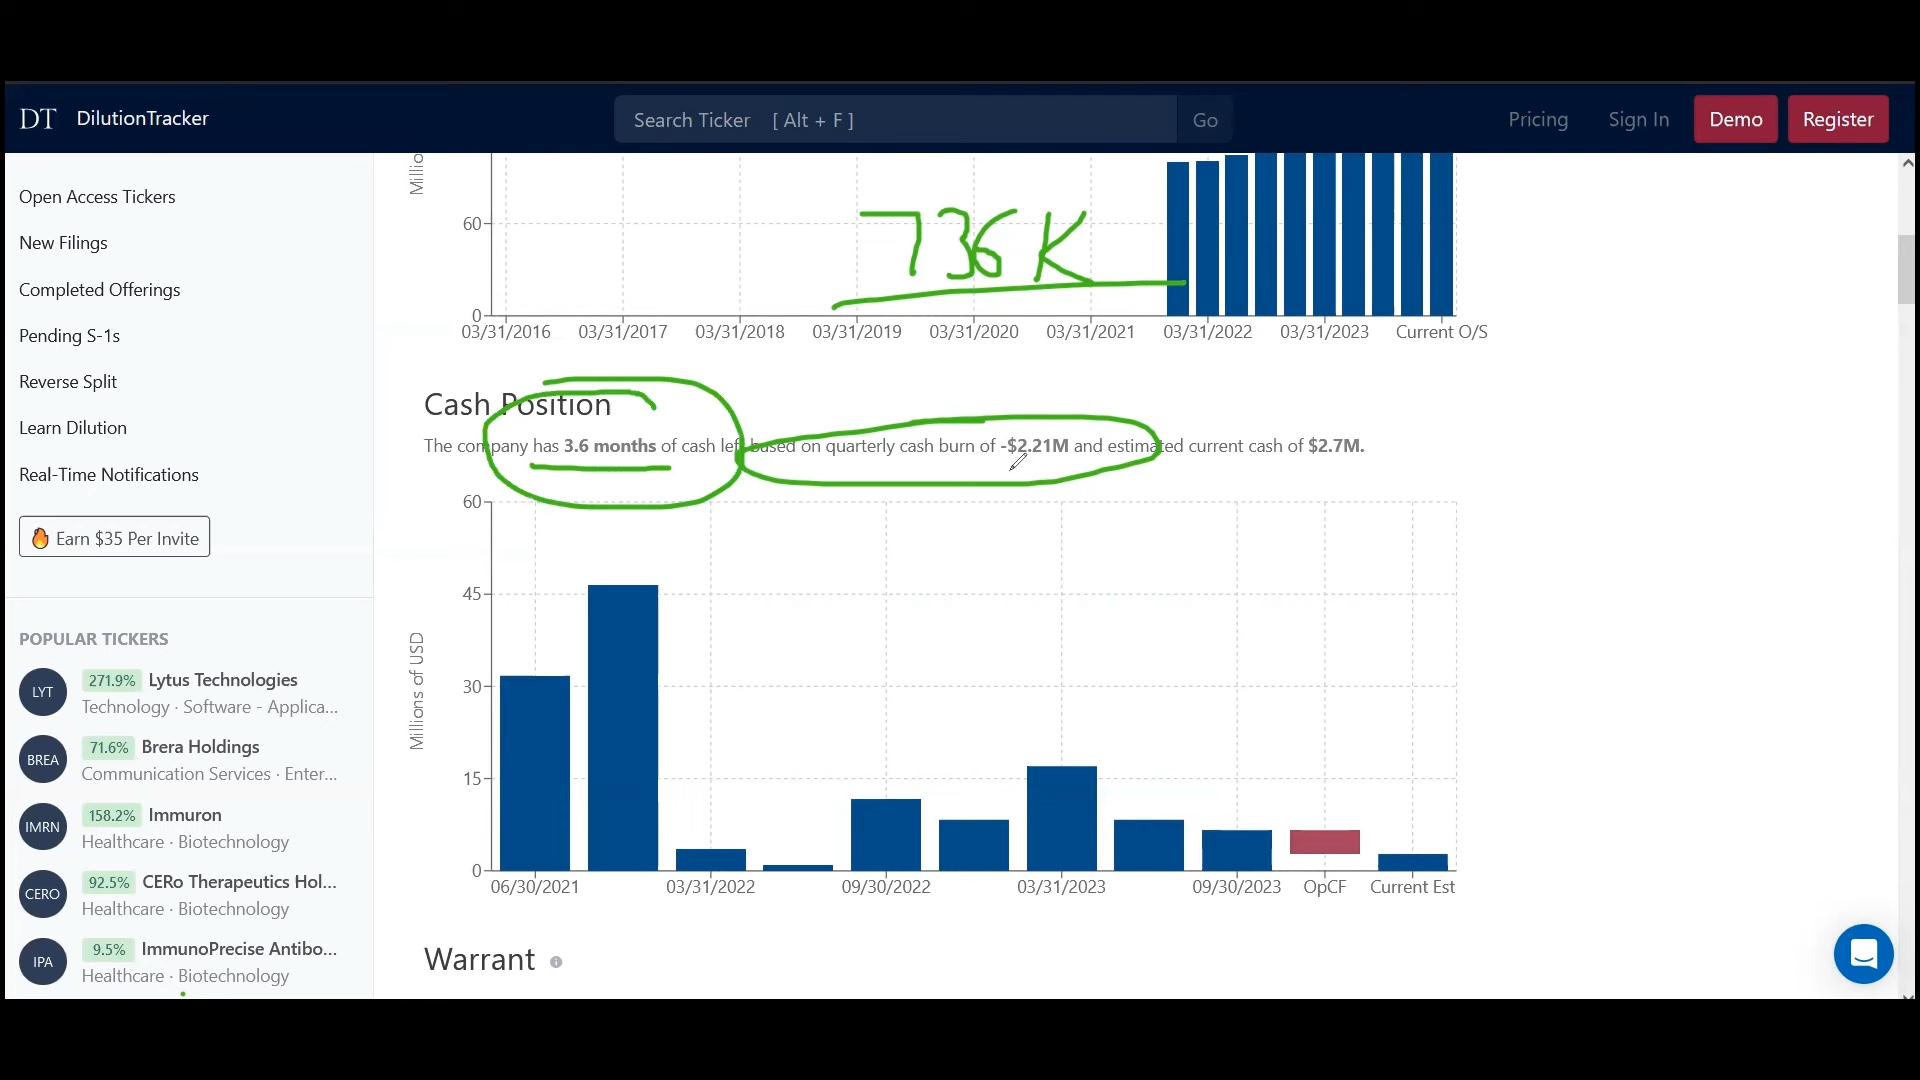 DT DilutionTracker
Search Ticker [ Alt + F ] Go
Pricing Sign In Demo Register
Open Access Tickers
New Filings
Completed Offerings
Pending S-1s
Reverse Split
Learn Dilution
Real-Time Notifications
Earn $35 Per Invite
POPULAR TICKERS
LYT 271.9% Lytus Technologies
Technology · Software - Applica...
BREA 71.6% Brera Holdings
Communication Services · Enter...
IMRN 158.2% Immuron
Healthcare · Biotechnology
CERO 92.5% CERo Therapeutics Hol...
Healthcare · Biotechnology
IPA 9.5% ImmunoPrecise Antibo...
Healthcare · Biotechnology
60
736K
0
03/31/2016 03/31/2017 03/31/2018 03/31/2019 03/31/2020 03/31/2021 03/31/2022 03/31/2023 Current O/S
Cash Position
The company has 3.6 months of cash left based on quarterly cash burn of -$2.21M and estimated current cash of $2.7M.
60
45
30
15
0
Millions of USD
06/30/2021 03/31/2022 09/30/2022 03/31/2023 09/30/2023 OpCF Current Est
Warrant